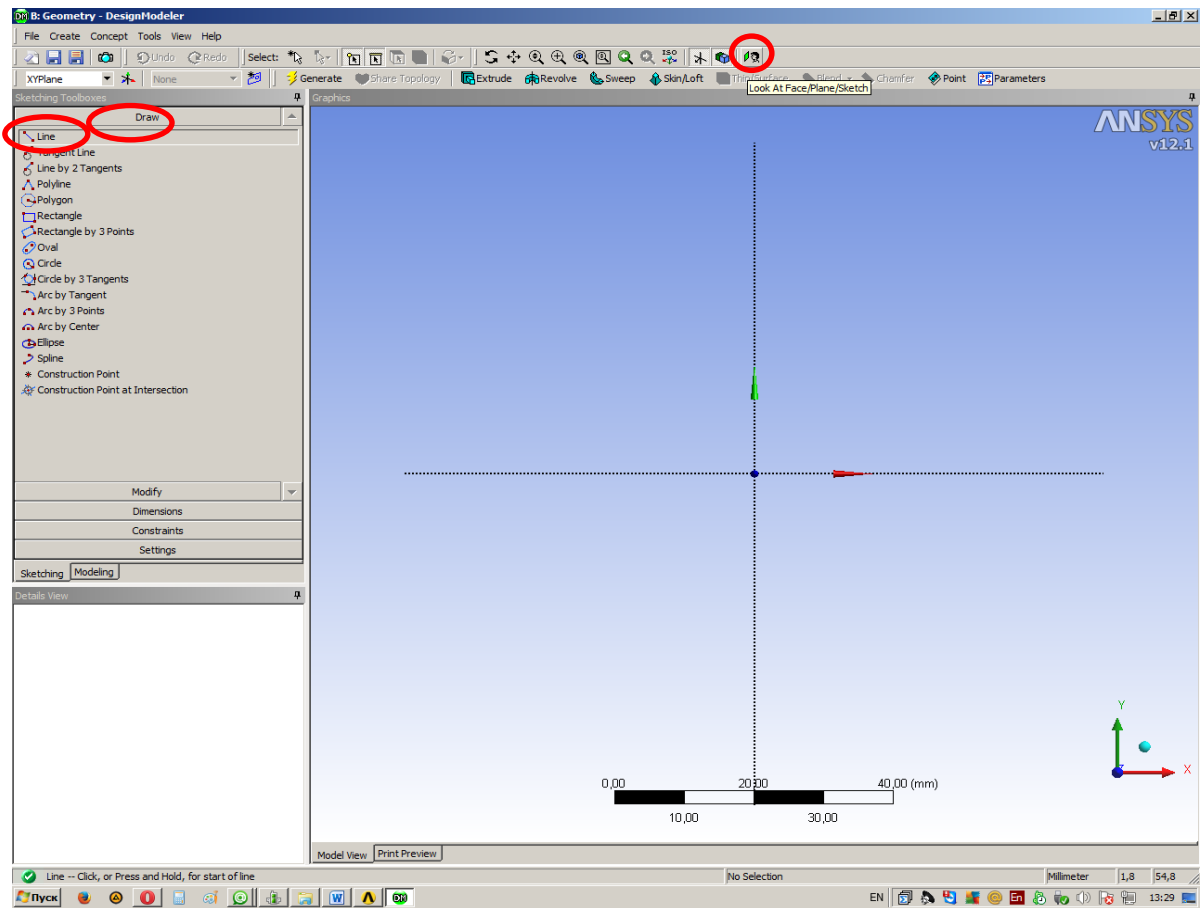 B: Geometry - DesignModeler
File Create Concept Tools View Help
Undo Redo Select: ISO
XYPlane None Generate Share Topology Extrude Revolve Sweep Skin/Loft Thin/Surface Blend Chamfer Point Parameters
Look At Face/Plane/Sketch
Sketching Toolboxes Graphics
Draw
ANSYS
v12.1
Line
Tangent Line
Line by 2 Tangents
Polyline
Polygon
Rectangle
Rectangle by 3 Points
Oval
Circle
Circle by 3 Tangents
Arc by Tangent
Arc by 3 Points
Arc by Center
Ellipse
Spline
Construction Point
Construction Point at Intersection
Modify
Dimensions
Constraints
Settings
Sketching Modeling
Details View
Y
X
0,00 20,00 40,00 (mm)
10,00 30,00
Model View Print Preview
Line -- Click, or Press and Hold, for start of line No Selection Millimeter 1,8 54,8
Пуск EN En 13:29